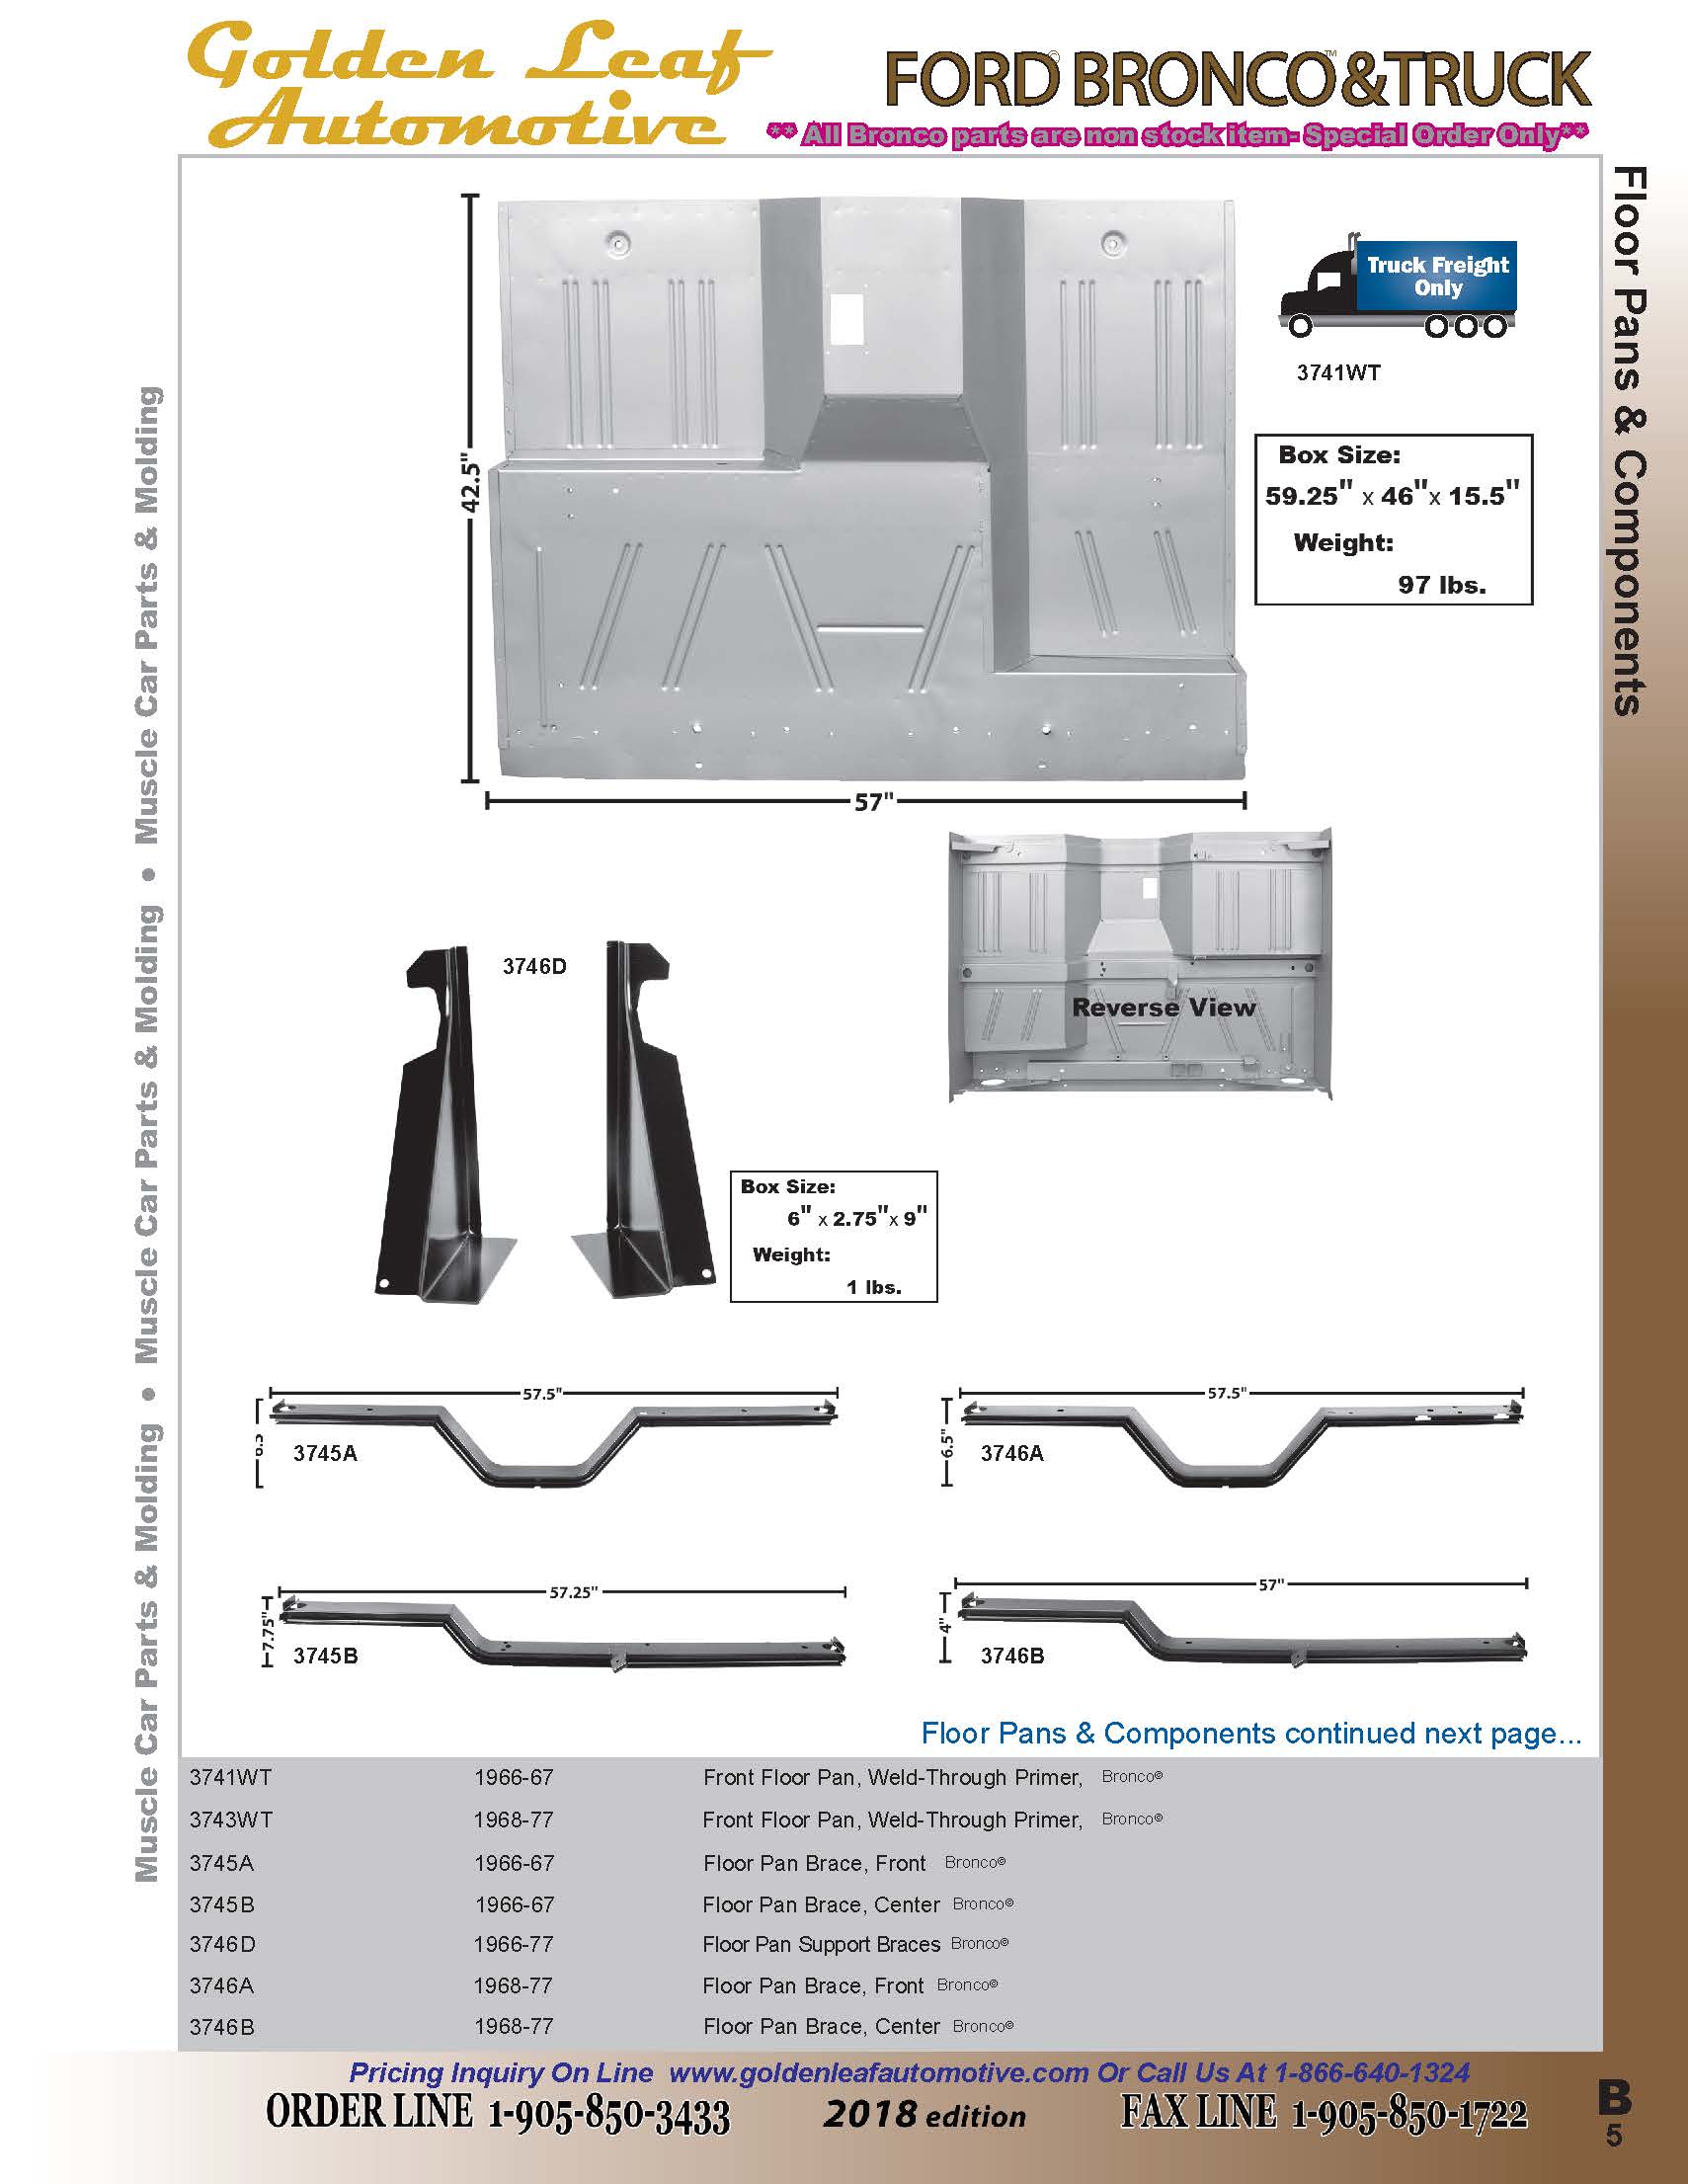 Golden Leaf
Automotive
FORD© BRONCO™&TRUCK
** All Bronco parts are non stock item- Special Order Only**
Floor Pans & Components
Muscle Car Parts & Molding • Muscle Car Parts & Molding • Muscle Car Parts & Molding
42.5"
57"
Truck Freight
Only
3741WT
Box Size:
59.25" x 46"x 15.5"
Weight:
97 lbs.
Reverse View
3746D
Box Size:
6" x 2.75"x 9"
Weight:
1 lbs.
57.5"
3745A
57.5"
6.5"
3746A
57.25"
7.75"
3745B
57"
4"
3746B
Floor Pans & Components continued next page...
3741WT 1966-67 Front Floor Pan, Weld-Through Primer, Bronco©
3743WT 1968-77 Front Floor Pan, Weld-Through Primer, Bronco©
3745A 1966-67 Floor Pan Brace, Front Bronco©
3745B 1966-67 Floor Pan Brace, Center Bronco©
3746D 1966-77 Floor Pan Support Braces Bronco©
3746A 1968-77 Floor Pan Brace, Front Bronco©
3746B 1968-77 Floor Pan Brace, Center Bronco©
Pricing Inquiry On Line www.goldenleafautomotive.com Or Call Us At 1-866-640-1324
ORDER LINE 1-905-850-3433 2018 edition FAX LINE 1-905-850-1722
B
5